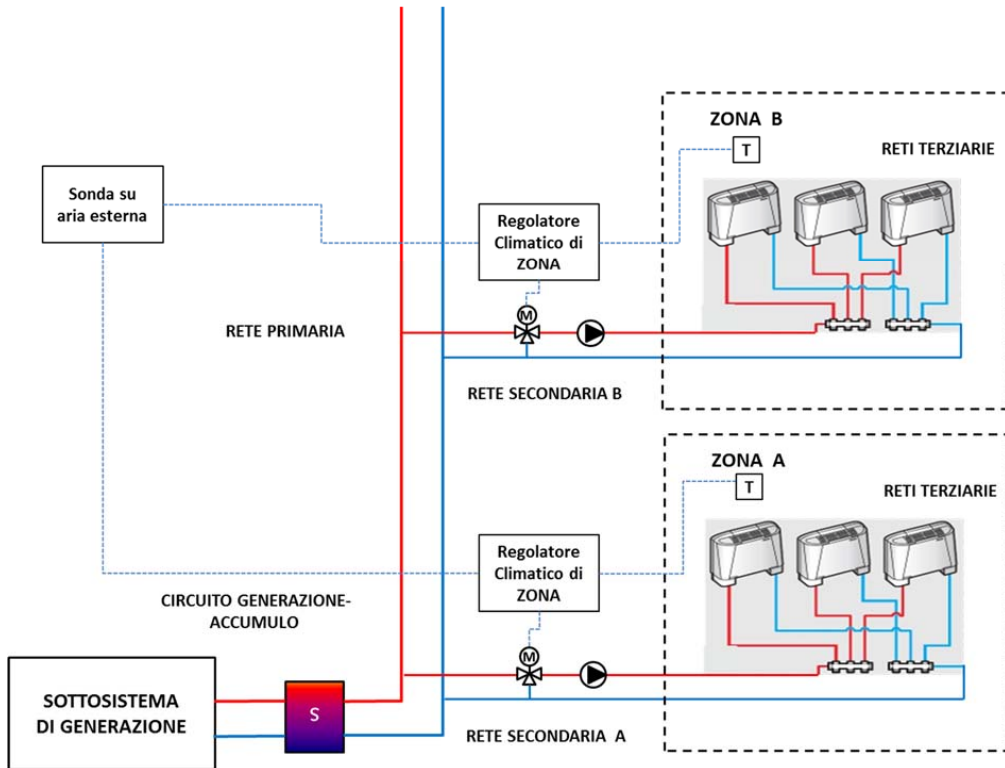 ZONA B
T
RETI TERZIARIE
Sonda su
aria esterna
Regolatore
Climatico di
ZONA
M
RETE PRIMARIA
RETE SECONDARIA B
ZONA A
T
RETI TERZIARIE
Regolatore
Climatico di
ZONA
CIRCUITO GENERAZIONE-
ACCUMULO
M
SOTTOSISTEMA
DI GENERAZIONE
S
RETE SECONDARIA A